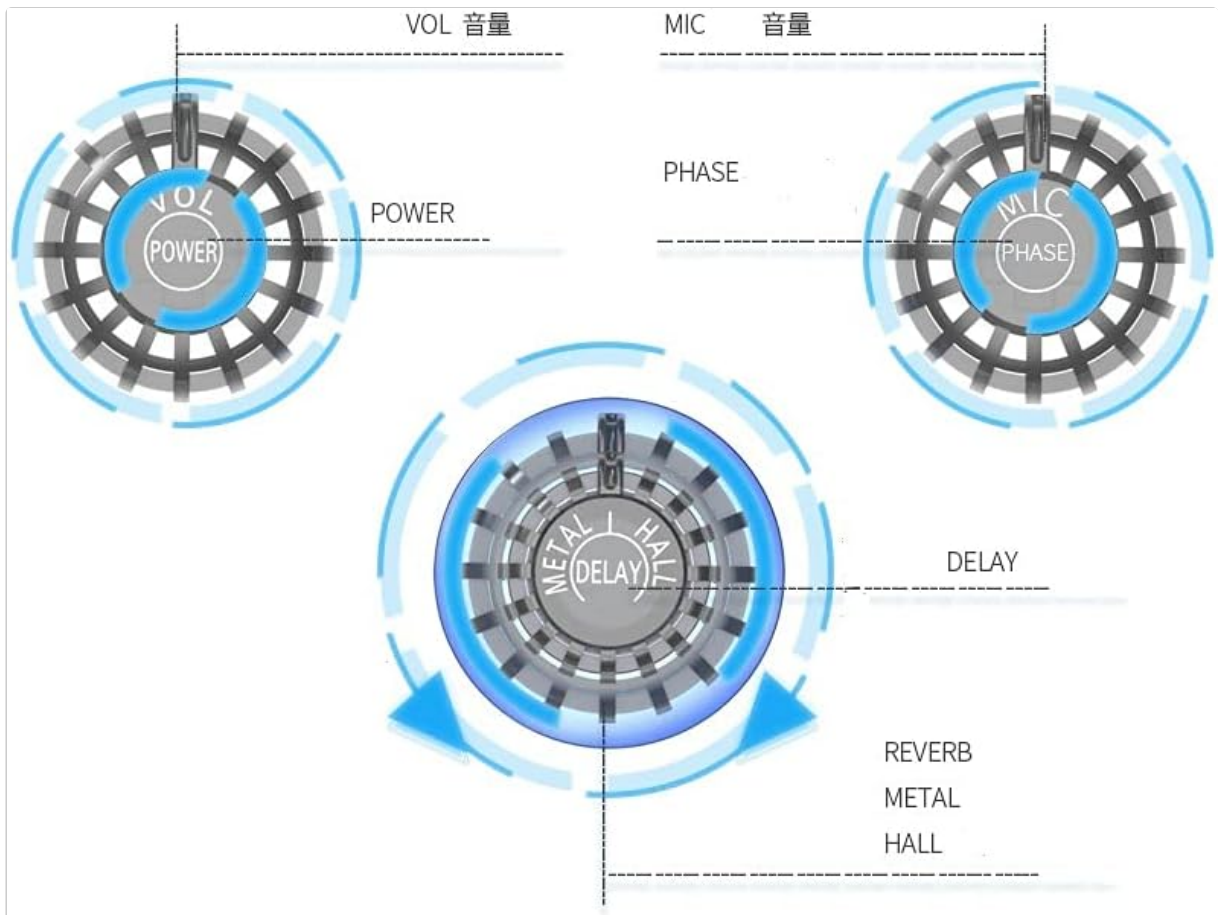 VOL 音量
MIC 音量
VOL
POWER
POWER
PHASE
MIC
PHASE
METAL | HALL
DELAY
DELAY
REVERB
METAL
HALL